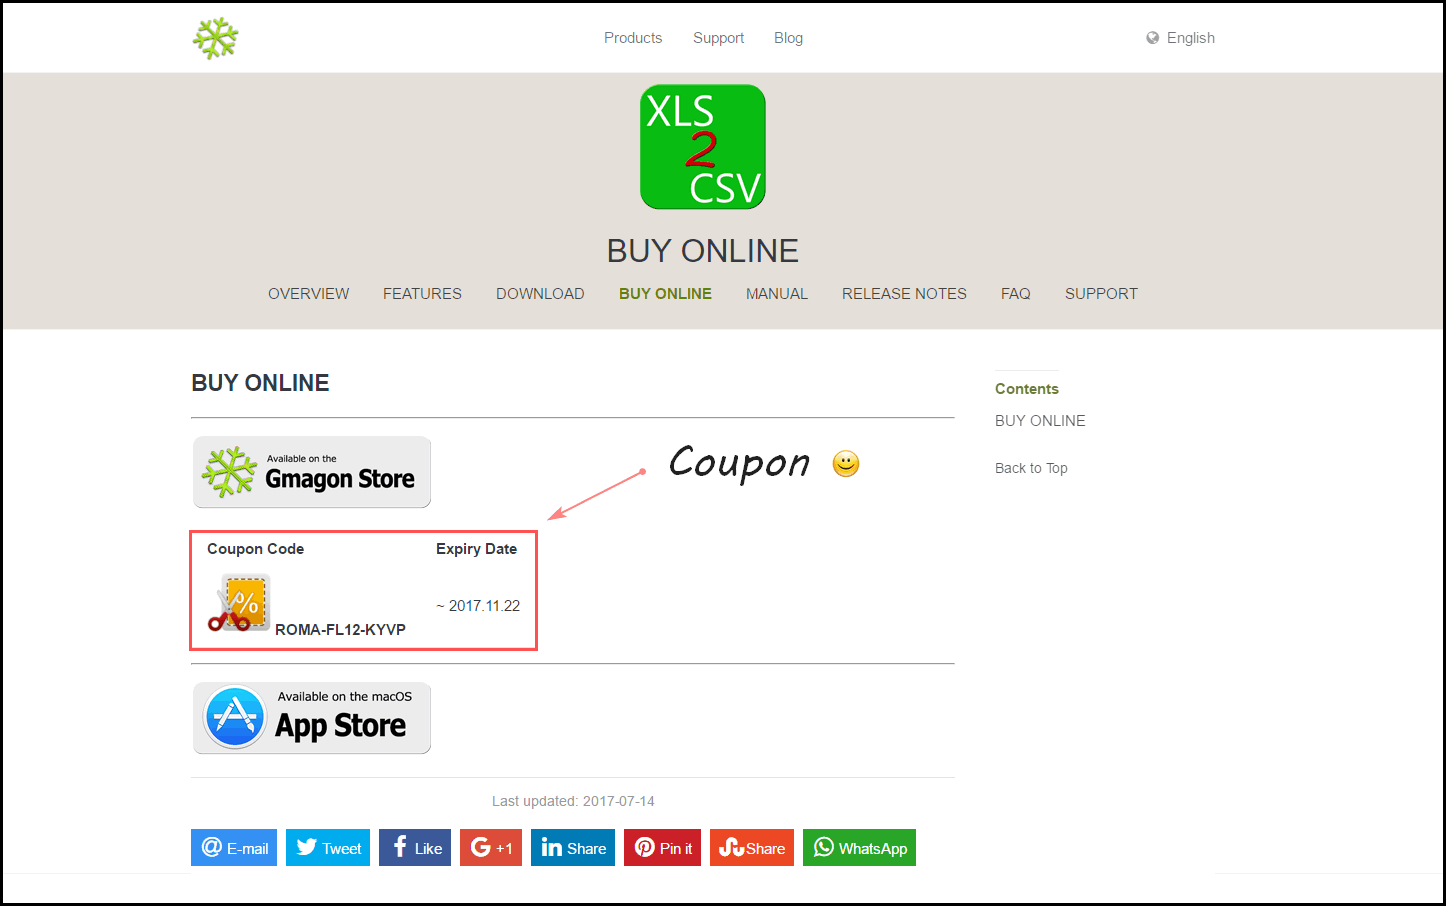 Products Support Blog English
XLS
2
CSV
BUY ONLINE
OVERVIEW FEATURES DOWNLOAD BUY ONLINE MANUAL RELEASE NOTES FAQ SUPPORT
BUY ONLINE
Available on the
Gmagon Store
Coupon
Coupon Code Expiry Date
%
ROMA-FL12-KYVP
~ 2017.11.22
Available on the macOS
App Store
Last updated: 2017-07-14
@ E-mail Tweet f Like G +1 in Share Pin it Share WhatsApp
Contents
BUY ONLINE
Back to Top